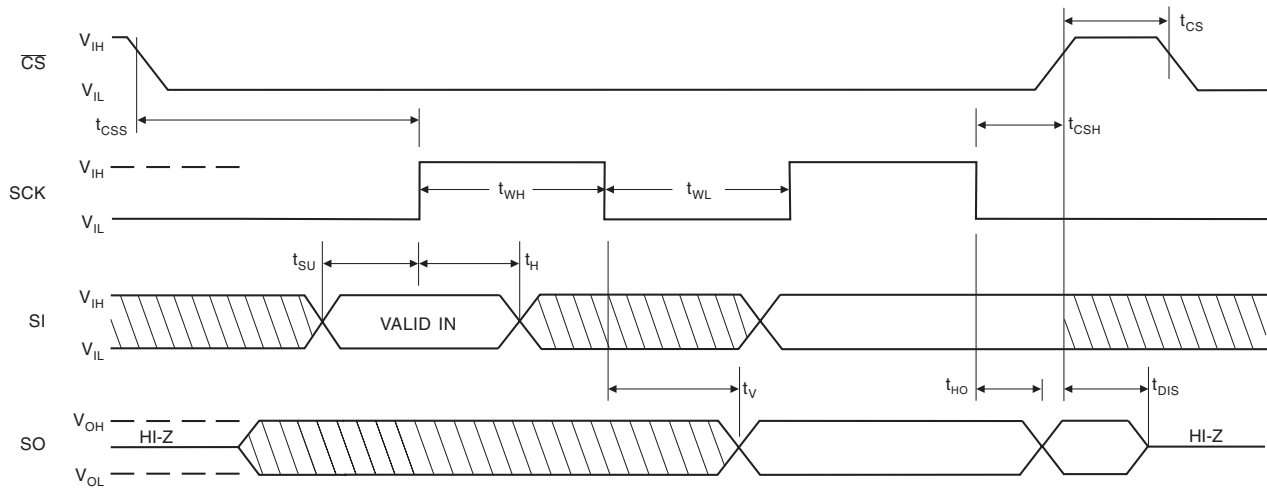 V_IH
t_CS
C̅S̅
V_IL
t_CSS
t_CSH
V_IH
t_WH
t_WL
SCK
V_IL
t_SU
t_H
V_IH
SI
VALID IN
V_IL
t_V
t_HO
t_DIS
V_OH
SO
HI-Z
HI-Z
V_OL